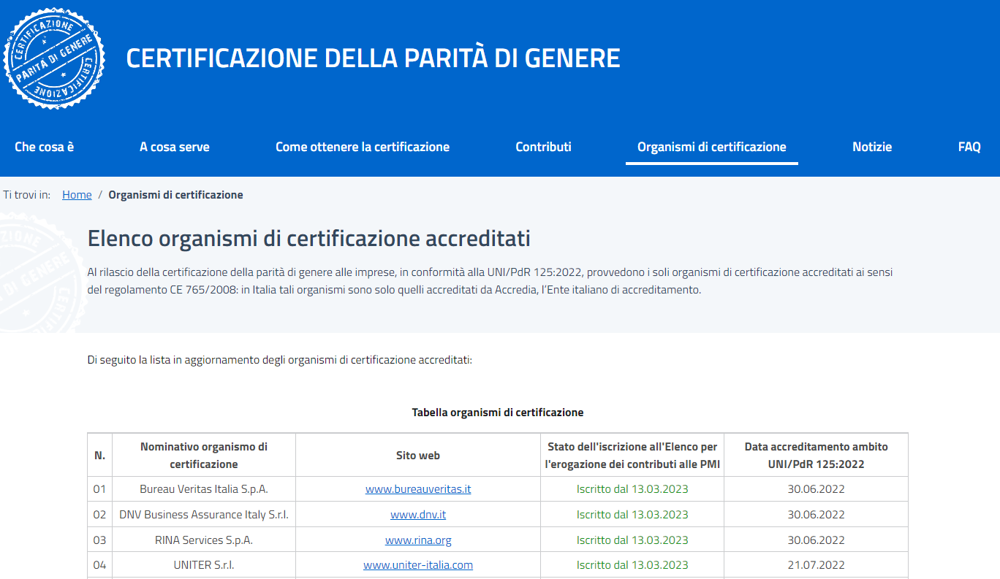 CERTIFICAZIONE
PARITÀ DI GENERE
CERTIFICAZIONE
CERTIFICAZIONE DELLA PARITÀ DI GENERE
Che cosa è A cosa serve Come ottenere la certificazione Contributi Organismi di certificazione Notizie FAQ
Ti trovi in: Home / Organismi di certificazione
Elenco organismi di certificazione accreditati
Al rilascio della certificazione della parità di genere alle imprese, in conformità alla UNI/PdR 125:2022, provvedono i soli organismi di certificazione accreditati ai sensi
del regolamento CE 765/2008: in Italia tali organismi sono solo quelli accreditati da Accredia, l’Ente italiano di accreditamento.
Di seguito la lista in aggiornamento degli organismi di certificazione accreditati:
Tabella organismi di certificazione
N. Nominativo organismo di certificazione Sito web Stato dell'iscrizione all'Elenco per l'erogazione dei contributi alle PMI Data accreditamento ambito UNI/PdR 125:2022
01 Bureau Veritas Italia S.p.A. www.bureauveritas.it Iscritto dal 13.03.2023 30.06.2022
02 DNV Business Assurance Italy S.r.l. www.dnv.it Iscritto dal 13.03.2023 30.06.2022
03 RINA Services S.p.A. www.rina.org Iscritto dal 13.03.2023 30.06.2022
04 UNITER S.r.l. www.uniter-italia.com Iscritto dal 13.03.2023 21.07.2022